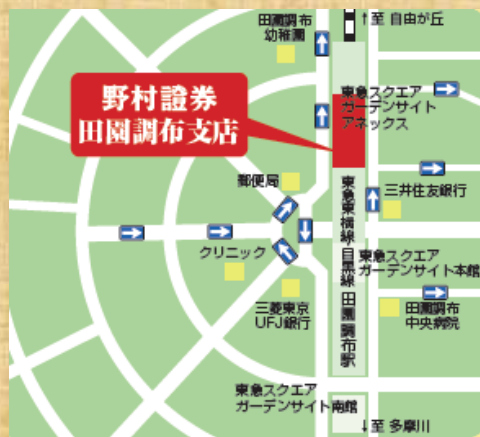 田園調布
幼稚園
↑至 自由が丘
野村證券
田園調布支店
東急スクエア
ガーデンサイト
アネックス
郵便局
三井住友銀行
東急東横線
目黒線
田園調布駅
クリニック
東急スクエア
ガーデンサイト本館
三菱東京
UFJ銀行
田園調布
中央病院
東急スクエア
ガーデンサイト南館
↓至 多摩川